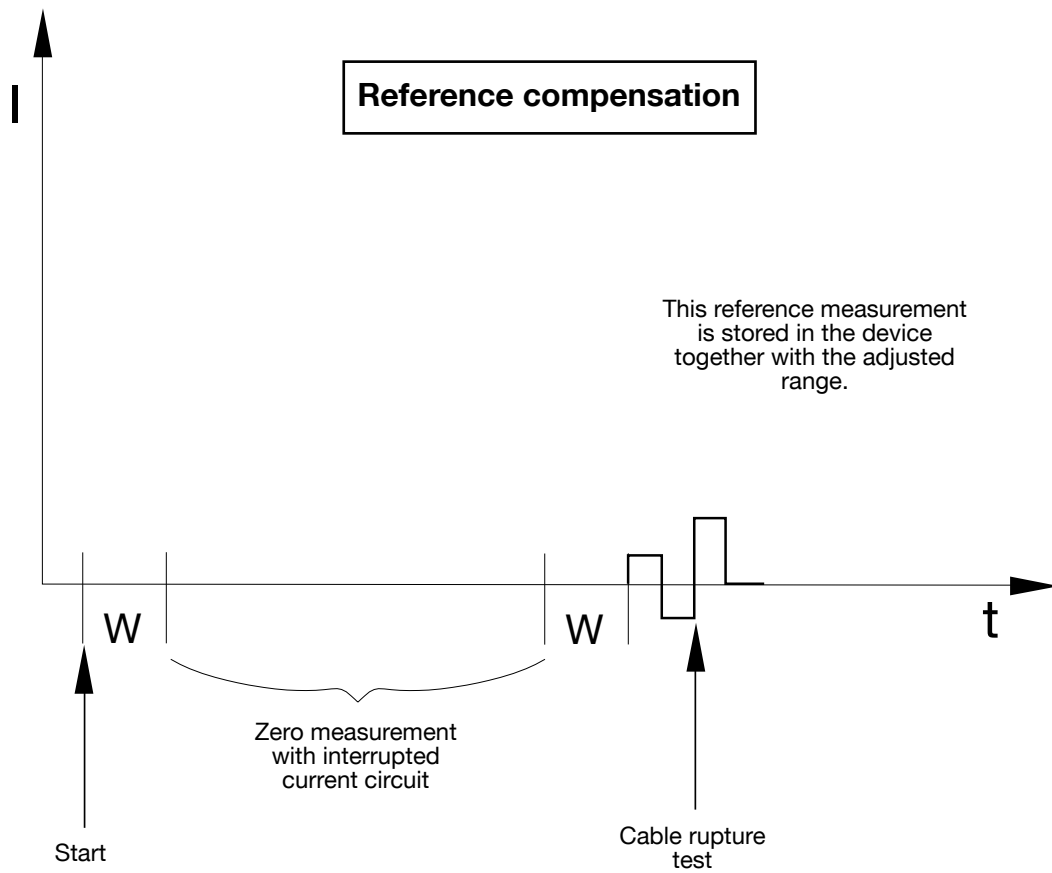 I
Reference compensation
This reference measurement
is stored in the device
together with the adjusted
range.
W
W
t
Zero measurement
with interrupted
current circuit
Start
Cable rupture
test